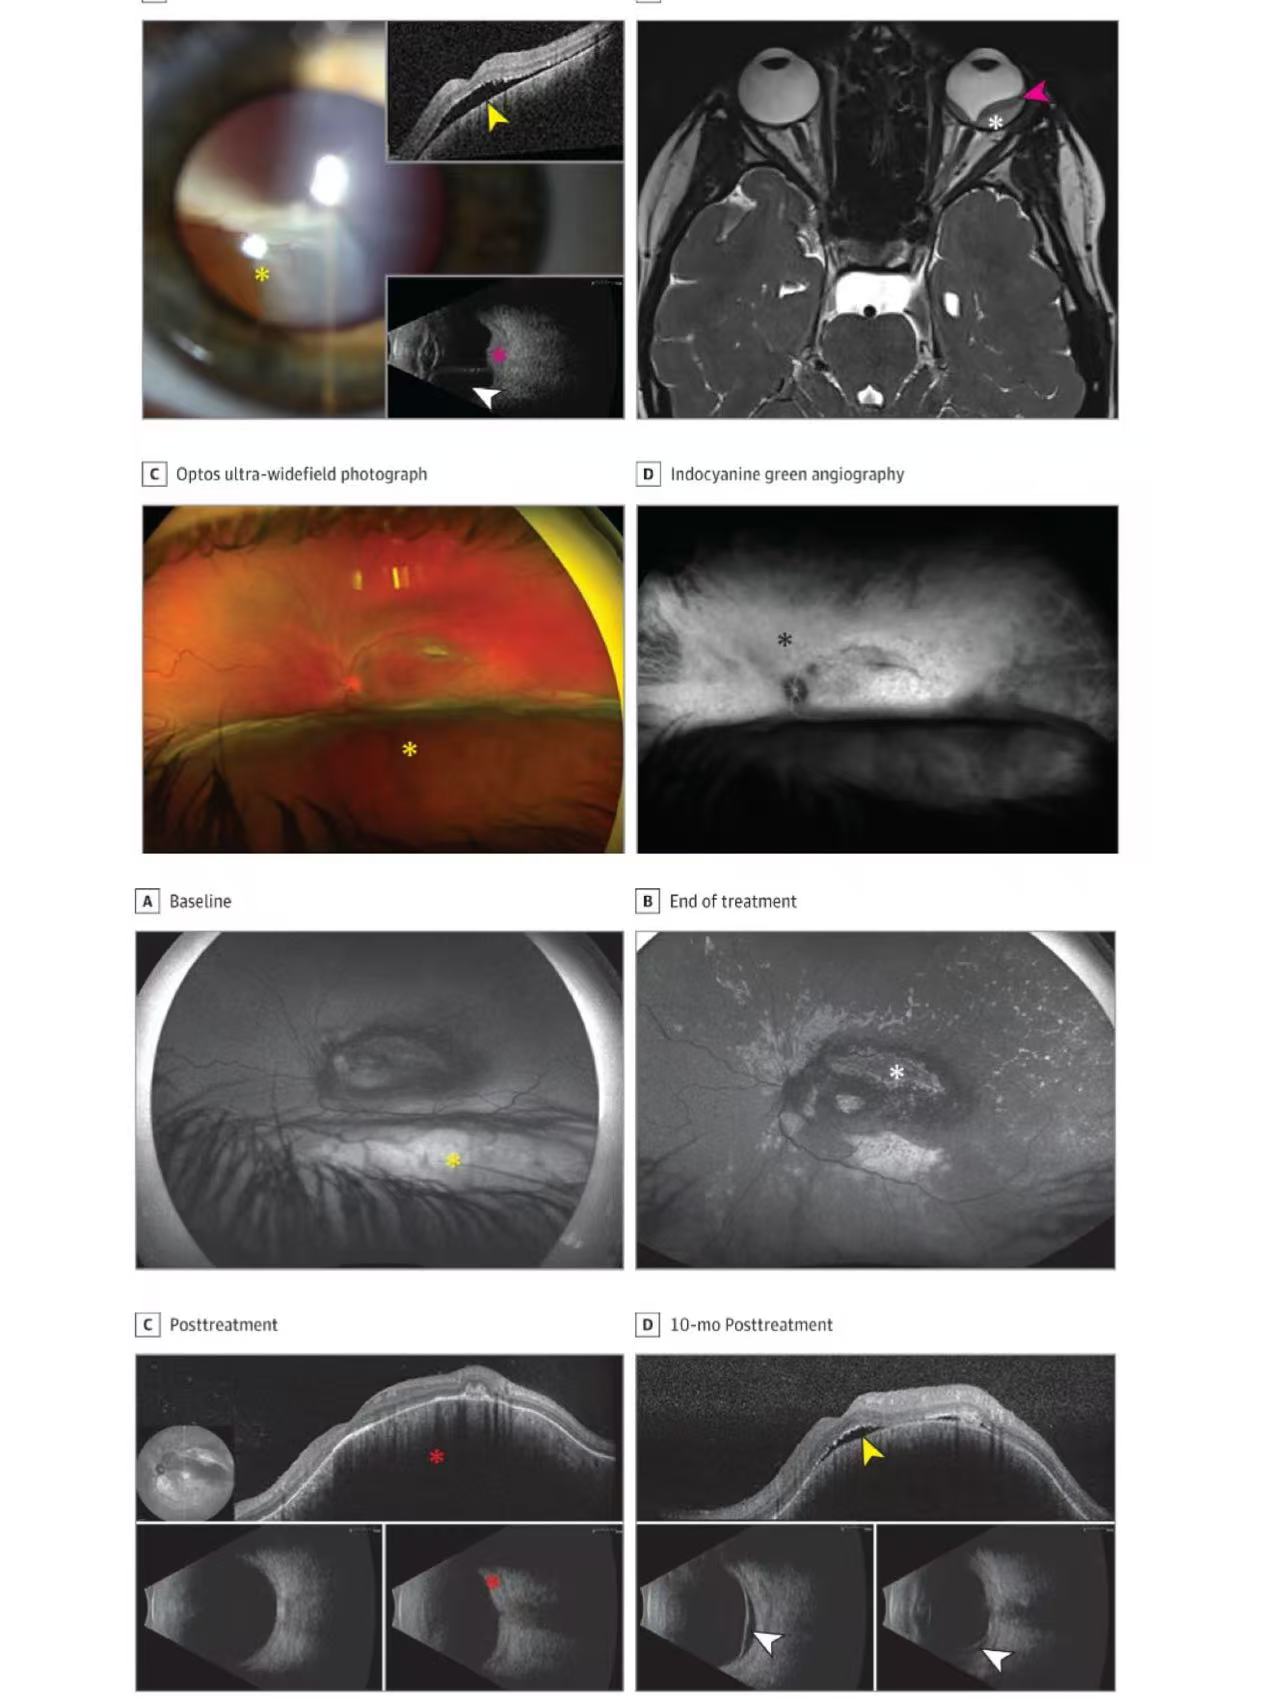 C Optos ultra-widefield photograph
D Indocyanine green angiography
A Baseline
B End of treatment
C Posttreatment
D 10-mo Posttreatment